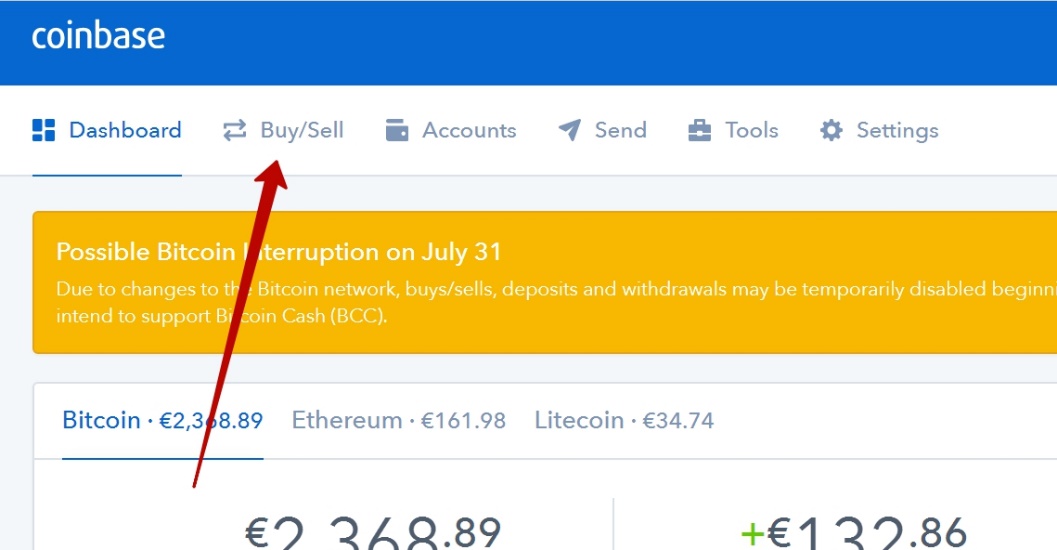 coinbase
Dashboard Buy/Sell Accounts Send Tools Settings
Possible Bitcoin Interruption on July 31
Due to changes to the Bitcoin network, buys/sells, deposits and withdrawals may be temporarily disabled
intend to support Bitcoin Cash (BCC).
Bitcoin · €2,368.89 Ethereum · €161.98 Litecoin · €34.74
€2,368.89 +€132.86